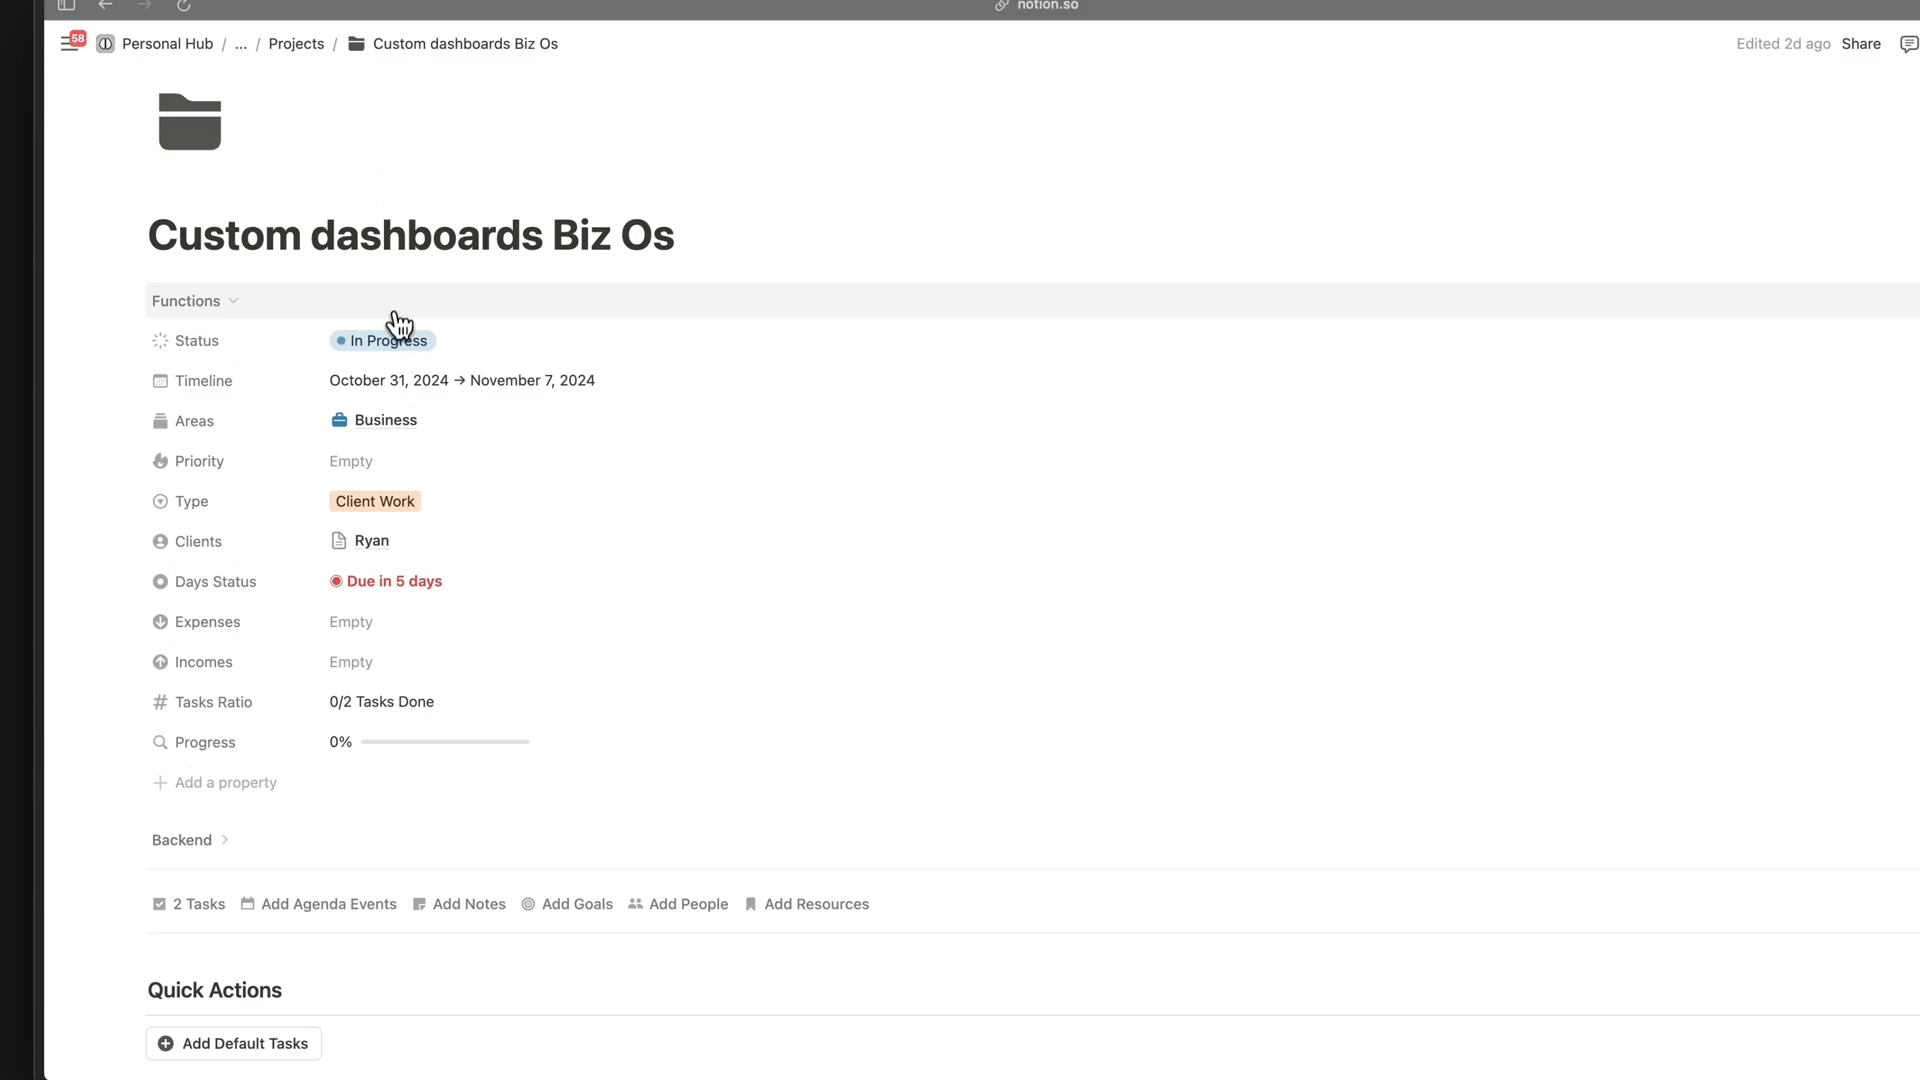 notion.so
58 Personal Hub / ... / Projects / Custom dashboards Biz Os
Edited 2d ago Share
Custom dashboards Biz Os
Functions
Status In Progress
Timeline October 31, 2024 → November 7, 2024
Areas Business
Priority Empty
Type Client Work
Clients Ryan
Days Status Due in 5 days
Expenses Empty
Incomes Empty
# Tasks Ratio 0/2 Tasks Done
Progress 0%
+ Add a property
Backend
2 Tasks Add Agenda Events Add Notes Add Goals Add People Add Resources
Quick Actions
Add Default Tasks